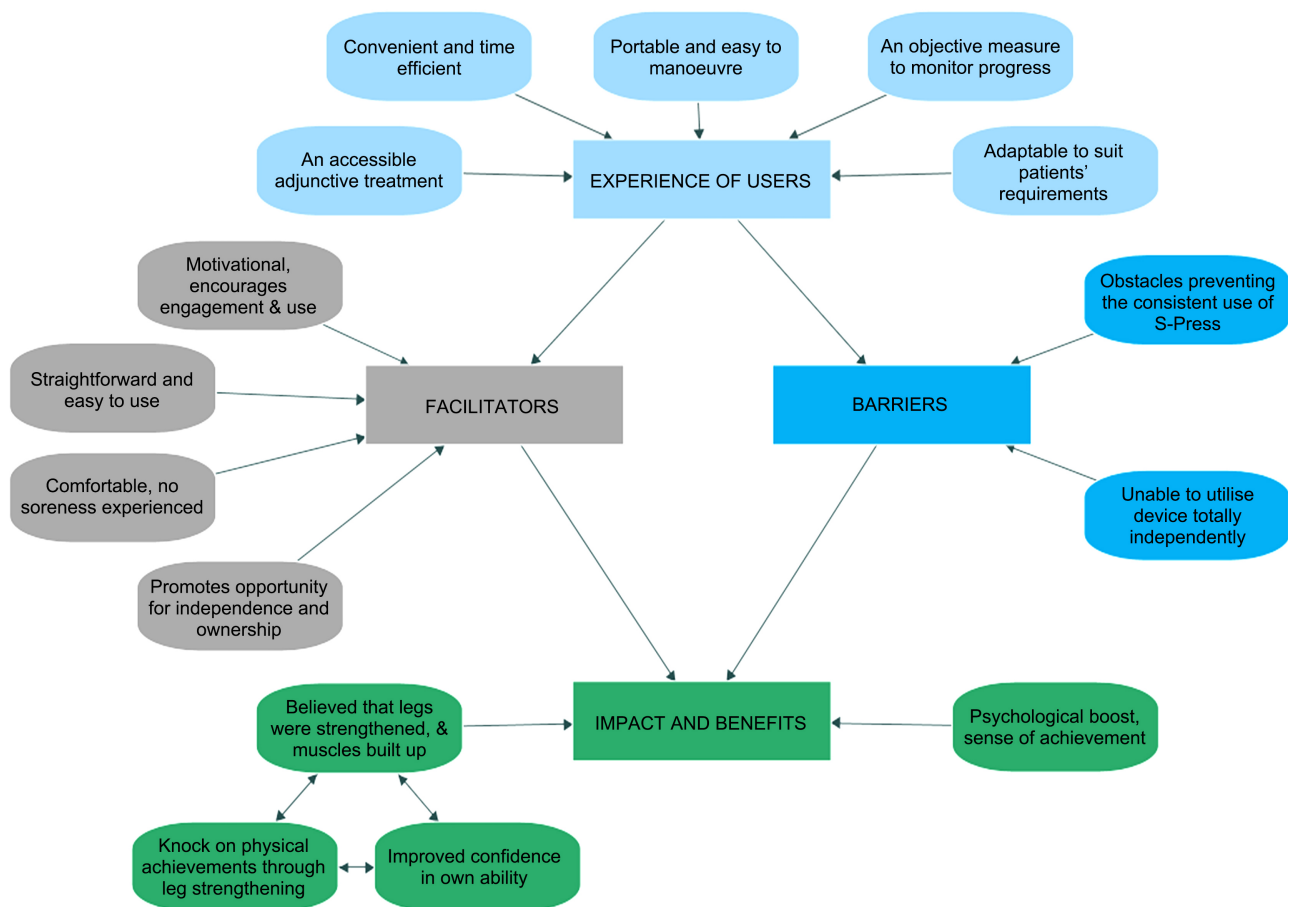 Convenient and time
efficient
Portable and easy to
manoeuvre
An objective measure
to monitor progress
An accessible
adjunctive treatment
EXPERIENCE OF USERS
Adaptable to suit
patients’
requirements
Motivational,
encourages
engagement & use
Obstacles preventing
the consistent use of
S-Press
Straightforward and
easy to use
FACILITATORS
BARRIERS
Comfortable, no
soreness experienced
Unable to utilise
device totally
independently
Promotes opportunity
for independence and
ownership
Believed that legs
were strengthened, &
muscles built up
IMPACT AND BENEFITS
Psychological boost,
sense of achievement
Knock on physical
achievements through
leg strengthening
Improved confidence
in own ability